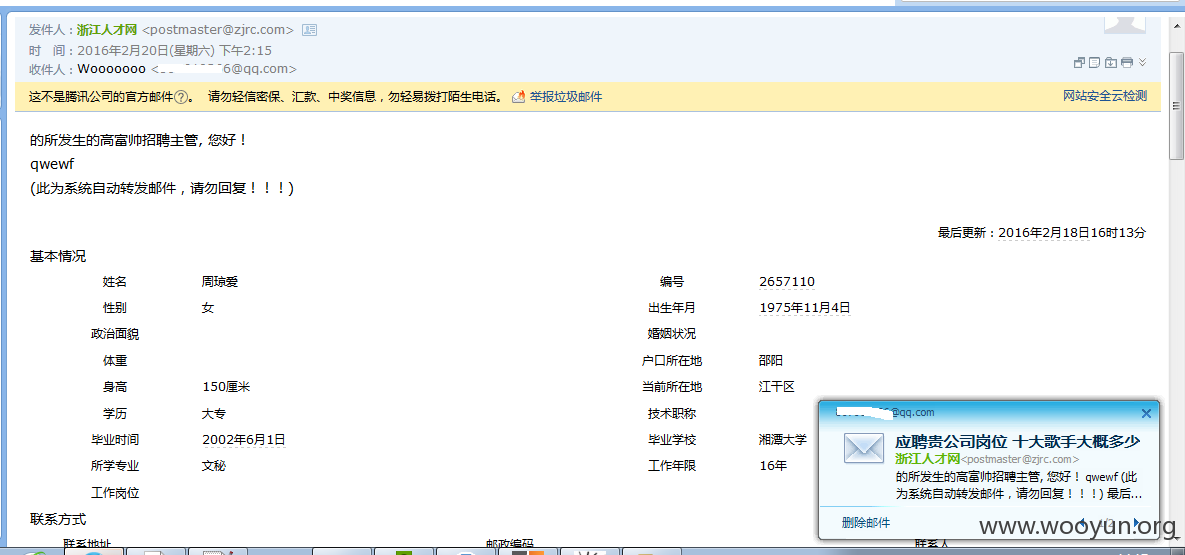 发件人：浙江人才网 <postmaster@zjrc.com>
时 间：2016年2月20日(星期六) 下午2:15
收件人：Wooooooo < 6@qq.com>
这不是腾讯公司的官方邮件?。 请勿轻信密保、汇款、中奖信息，勿轻易拨打陌生电话。 举报垃圾邮件 网站安全云检测
的所发生的高富帅招聘主管, 您好！
qwewf
(此为系统自动转发邮件，请勿回复！！！)
最后更新：2016年2月18日16时13分
基本情况
姓名 周琼爱 编号 2657110
性别 女 出生年月 1975年11月4日
政治面貌 婚姻状况
体重 户口所在地 邵阳
身高 150厘米 当前所在地 江干区
学历 大专 技术职称
毕业时间 2002年6月1日 毕业学校 湘潭大学
所学专业 文秘 工作年限 16年
工作岗位
联系方式
联系地址 邮政编码 联系人
@qq.com
应聘贵公司岗位 十大歌手大概多少
浙江人才网<postmaster@zjrc.com>
的所发生的高富帅招聘主管, 您好！ qwewf (此
为系统自动转发邮件，请勿回复！！！) 最后...
删除邮件
www.wooyun.org